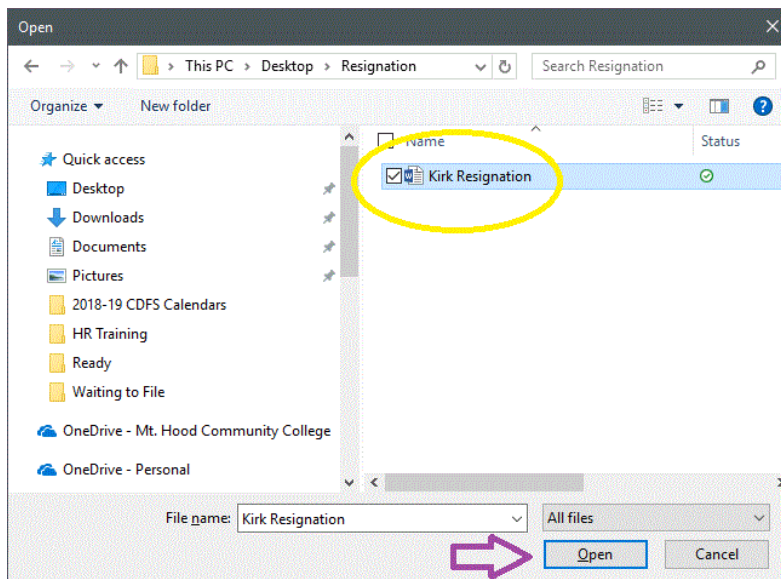 Open
This PC > Desktop > Resignation
Search Resignation
Organize
New folder
?
Name
Status
Quick access
Desktop
Downloads
Documents
Pictures
2018-19 CDFS Calendars
HR Training
Ready
Waiting to File
OneDrive - Mt. Hood Community College
OneDrive - Personal
Kirk Resignation
File name: Kirk Resignation
All files
Open
Cancel